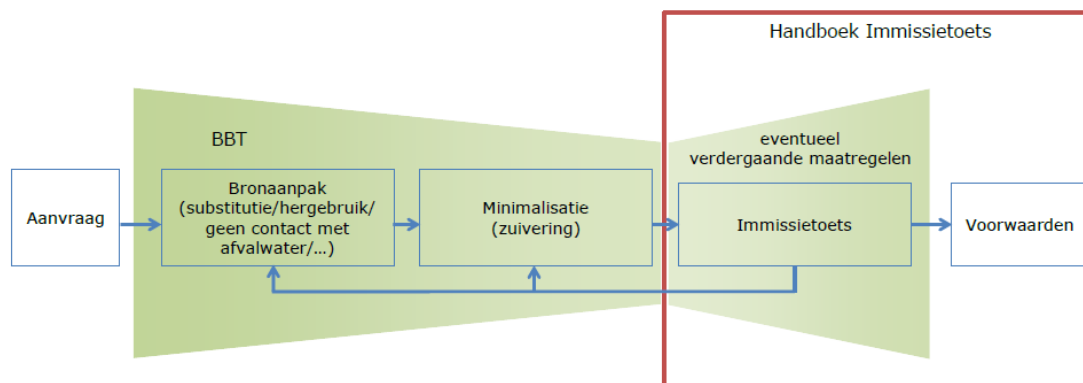 Handboek Immissietoets
BBT
eventueel
verdergaande maatregelen
Aanvraag
Bronaanpak
(substitutie/hergebruik/
geen contact met
afvalwater/...)
Minimalisatie
(zuivering)
Immissietoets
Voorwaarden